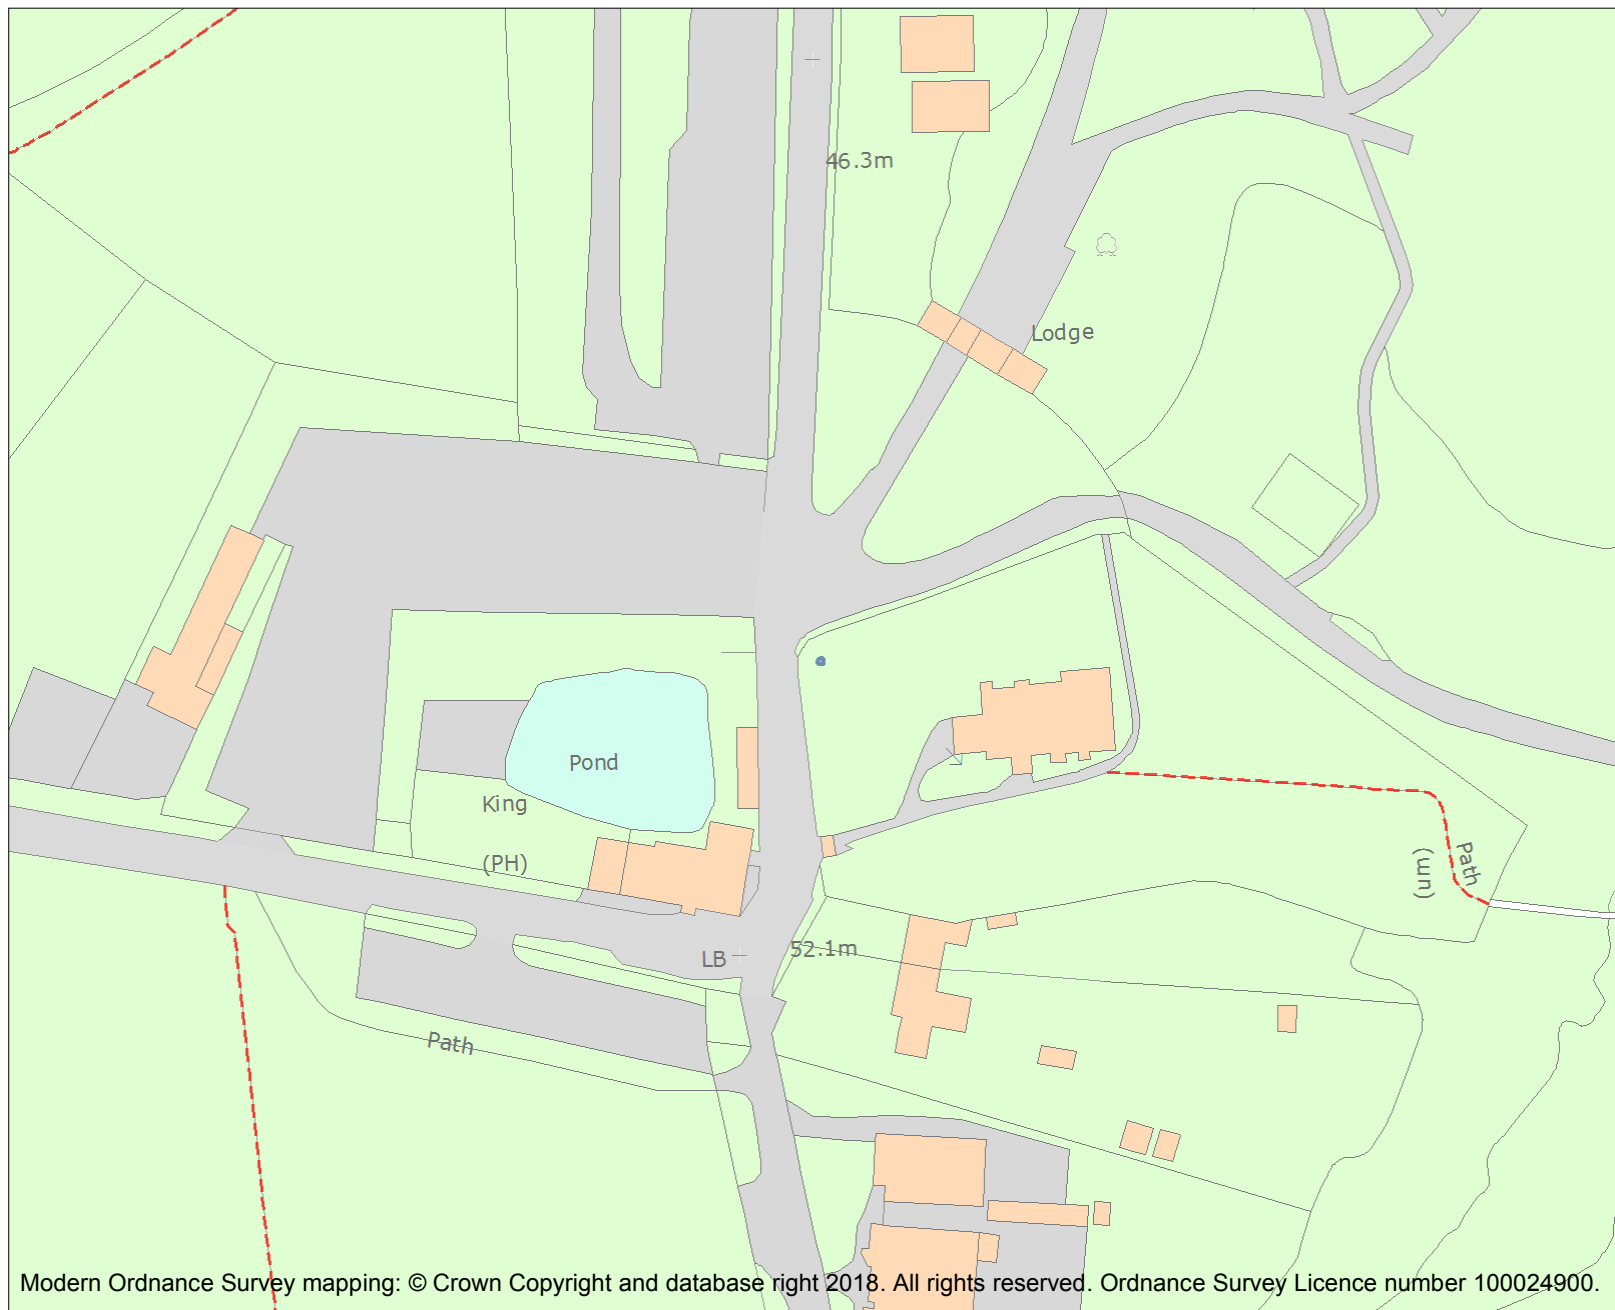 46.3m
Lodge
Pond
King
(PH)
Path
(um)
52.1m
LB
Path
Modern Ordnance Survey mapping: © Crown Copyright and database right 2018. All rights reserved. Ordnance Survey Licence number 100024900.